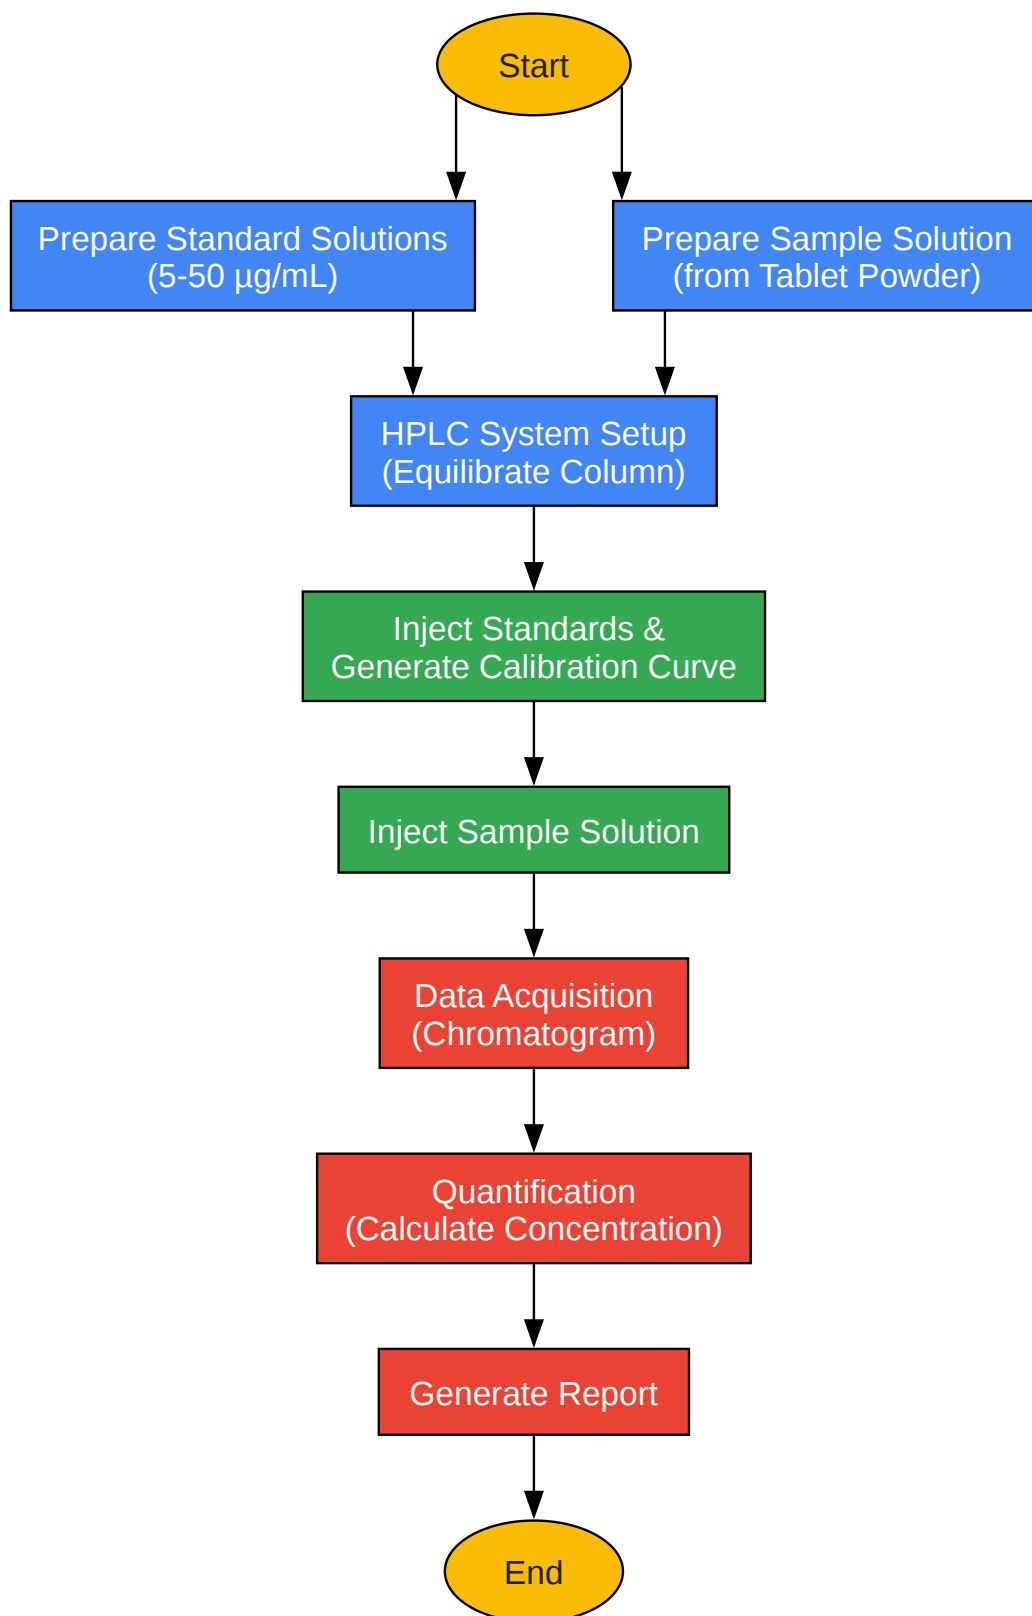 Start
Prepare Standard Solutions
(5-50 µg/mL)
Prepare Sample Solution
(from Tablet Powder)
HPLC System Setup
(Equilibrate Column)
Inject Standards &
Generate Calibration Curve
Inject Sample Solution
Data Acquisition
(Chromatogram)
Quantification
(Calculate Concentration)
Generate Report
End